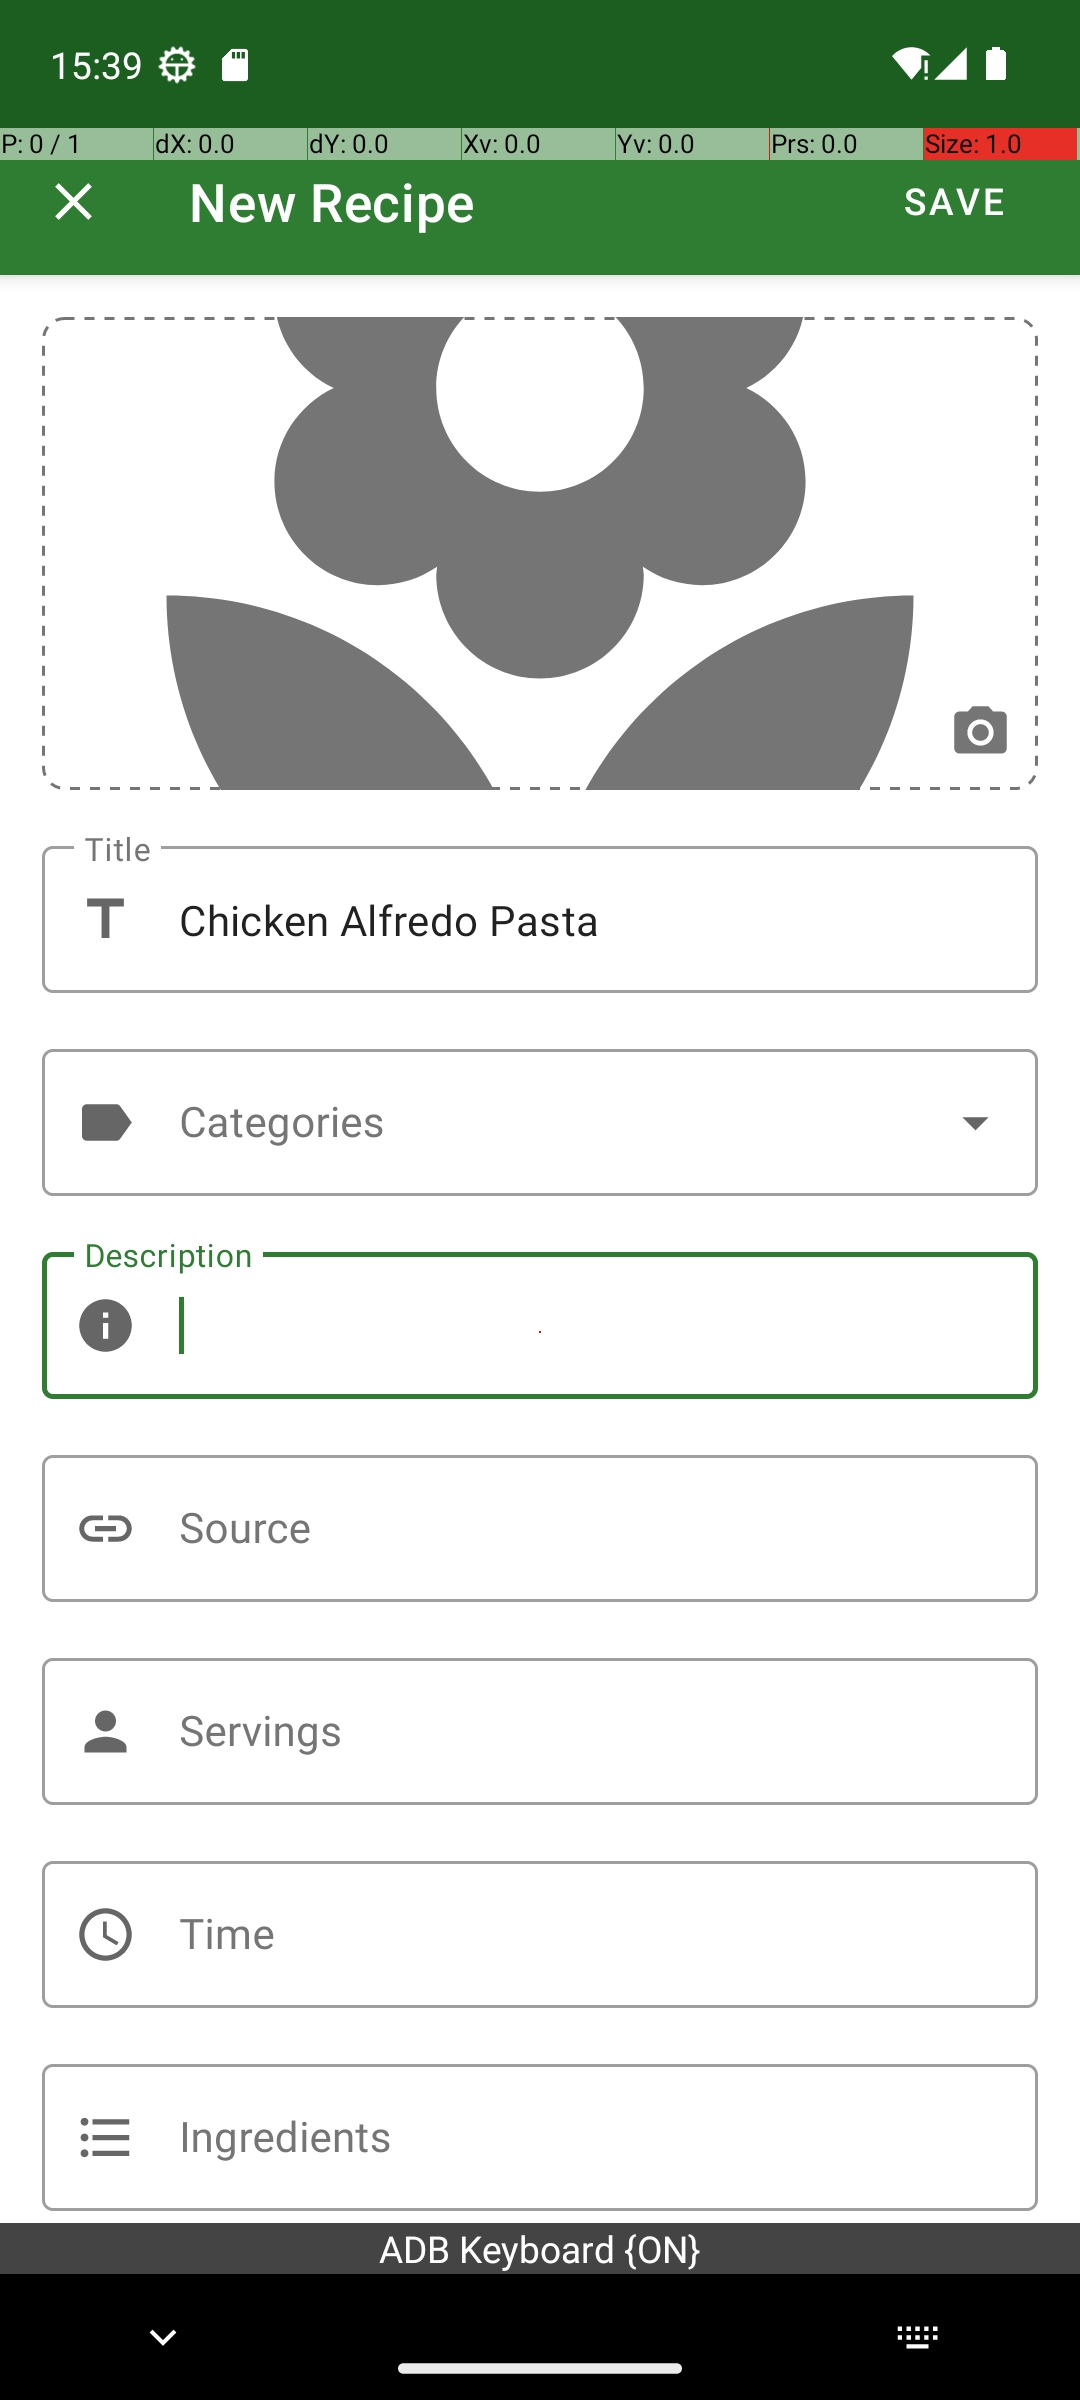 15:39
P: 0 / 1 dX: 0.0 dY: 0.0 Xv: 0.0 Yv: 0.0 Prs: 0.0 Size: 1.0
New Recipe SAVE
Title
Chicken Alfredo Pasta
Categories
Description
Source
Servings
Time
Ingredients
ADB Keyboard {ON}